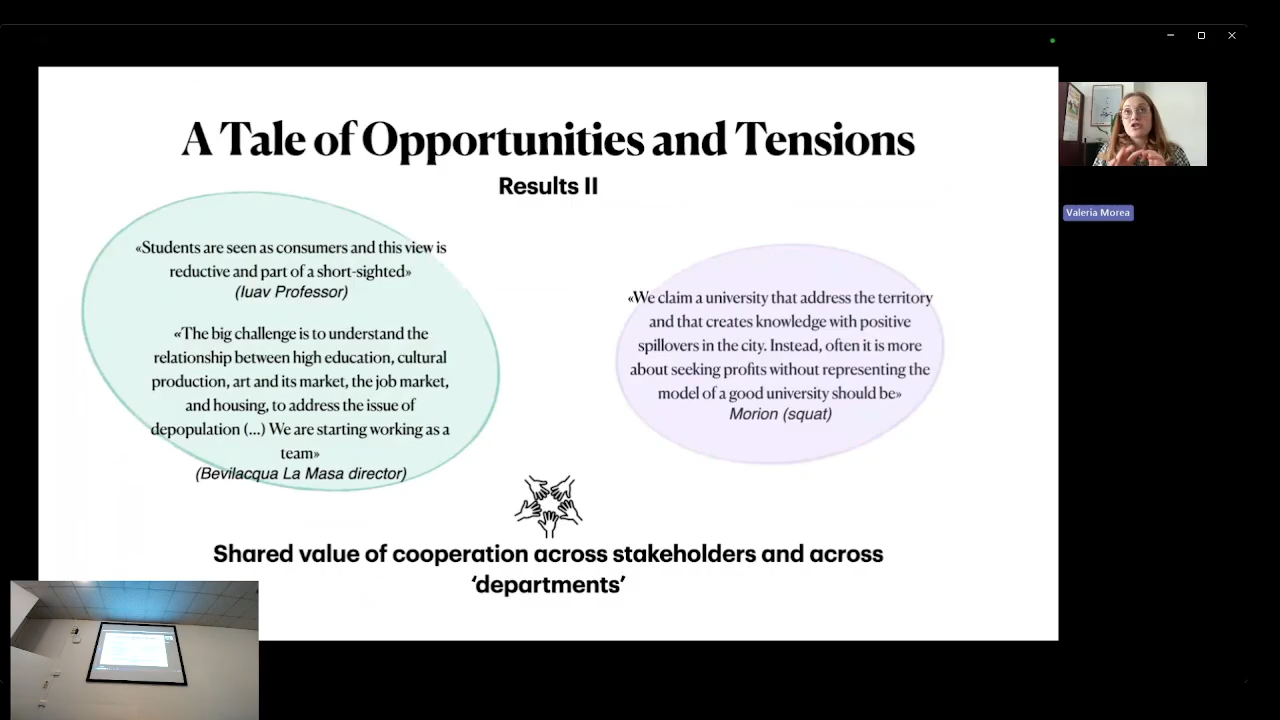 A Tale of Opportunities and Tensions
Results II
«Students are seen as consumers and this view is
reductive and part of a short-sighted»
(Iuav Professor)
«The big challenge is to understand the
relationship between high education, cultural
production, art and its market, the job market,
and housing, to address the issue of
depopulation (...) We are starting working as a
team»
(Bevilacqua La Masa director)
«We claim a university that address the territory
and that creates knowledge with positive
spillovers in the city. Instead, often it is more
about seeking profits without representing the
model of a good university should be»
Morion (squat)
Shared value of cooperation across stakeholders and across
‘departments’
Valeria Morea